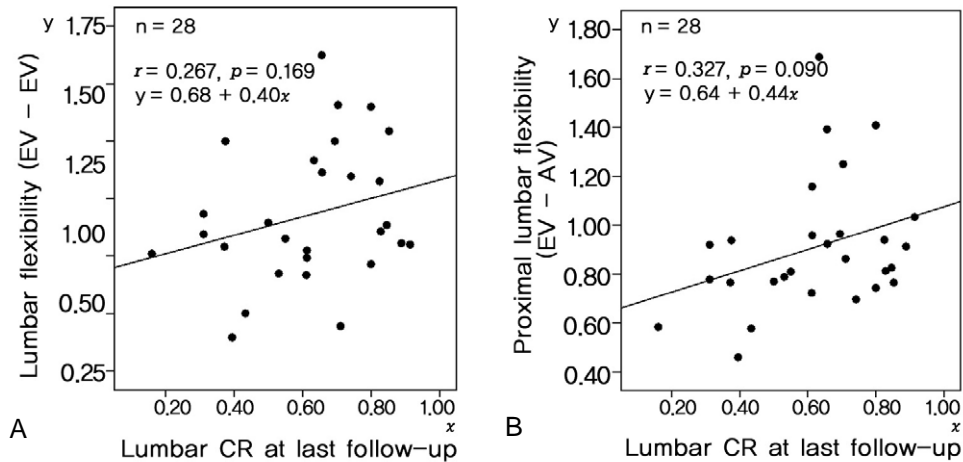 y
n = 28
r = 0.267, p = 0.169
y = 0.68 + 0.40x
1.75
1.50
1.25
1.00
0.50
0.25
Lumbar flexibility (EV – EV)
0.20 0.40 0.60 0.80 1.00
x
Lumbar CR at last follow-up
A
y
n = 28
r = 0.327, p = 0.090
y = 0.64 + 0.44x
1.80
1.60
1.40
1.20
1.00
0.80
0.60
0.40
Proximal lumbar flexibility
(EV – AV)
0.20 0.40 0.60 0.80 1.00
x
Lumbar CR at last follow-up
B